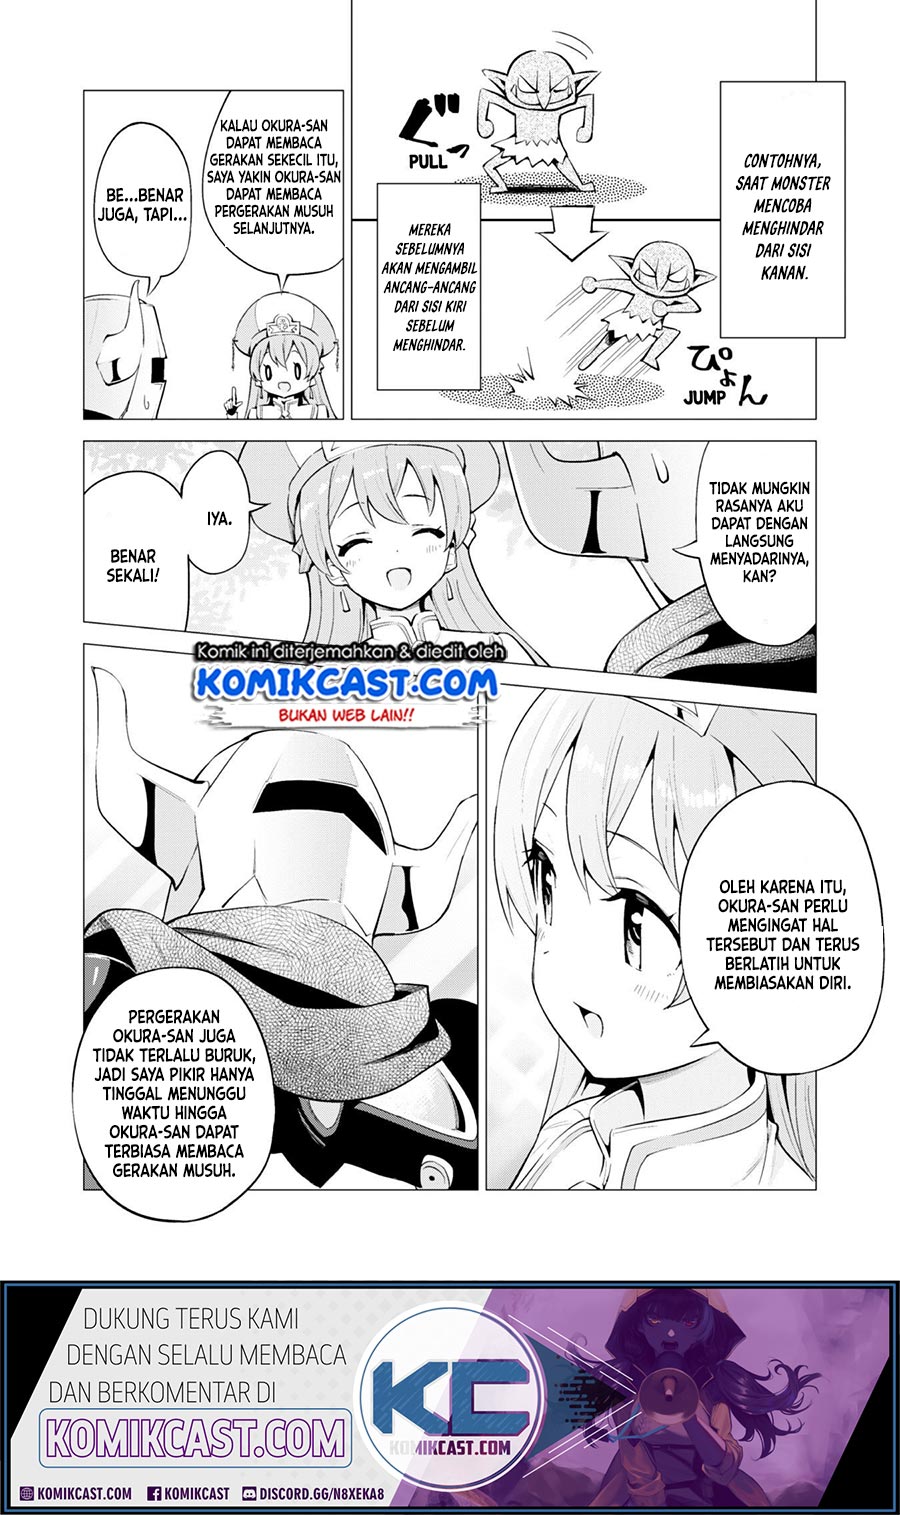 CONTOHNYA,
SAAT MONSTER
MENCOBA
MENGHINDAR
DARI SISI
KANAN.
ぐっ
PULL
MEREKA
SEBELUMNYA
AKAN MENGAMBIL
ANCANG-ANCANG
DARI SISI KIRI
SEBELUM
MENGHINDAR.
ぴょん
JUMP
KALAU OKURA-SAN
DAPAT MEMBACA
GERAKAN SEKECIL ITU,
SAYA YAKIN OKURA-SAN
DAPAT MEMBACA
PERGERAKAN MUSUH
SELANJUTNYA.
BE...BENAR
JUGA, TAPI...
TIDAK MUNGKIN
RASANYA AKU
DAPAT DENGAN
LANGSUNG
MENYADARINYA,
KAN?
IYA.
BENAR
SEKALI!
Komik ini diterjemahkan & diedit oleh
KOMIKCAST.COM
BUKAN WEB LAIN!!
OLEH KARENA ITU,
OKURA-SAN PERLU
MENGINGAT HAL
TERSEBUT DAN TERUS
BERLATIH UNTUK
MEMBIASAKAN DIRI.
PERGERAKAN
OKURA-SAN JUGA
TIDAK TERLALU BURUK,
JADI SAYA PIKIR HANYA
TINGGAL MENUNGGU
WAKTU HINGGA
OKURA-SAN DAPAT
TERBIASA MEMBACA
GERAKAN MUSUH.
DUKUNG TERUS KAMI
DENGAN SELALU MEMBACA
DAN BERKOMENTAR DI
KOMIKCAST.COM
KC
KOMIKCAST.COM
KOMIKCAST.COM KOMIKCAST DISCORD.GG/N8XEKA8